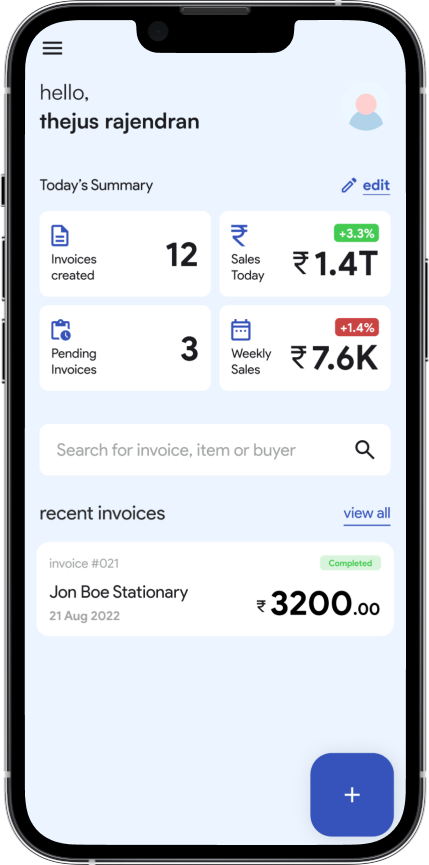 hello,
thejus rajendran
Today's Summary
edit
Invoices
created
12
+3.3%
Sales
Today
₹1.4T
Pending
Invoices
3
+1.4%
Weekly
Sales
₹7.6K
Search for invoice, item or buyer
recent invoices
view all
invoice #021
Completed
Jon Boe Stationary
₹3200.00
21 Aug 2022
+